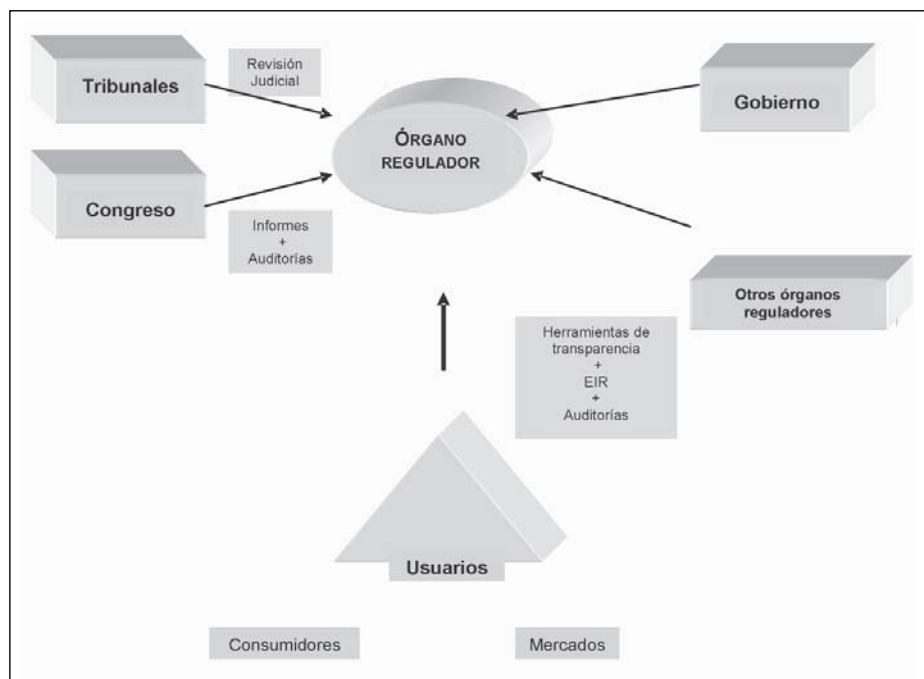 Tribunales
Revisión
Judicial
ÓRGANO
REGULADOR
Gobierno
Congreso
Informes
+
Auditorías
Otros órganos
reguladores
Herramientas de
transparencia
+
EIR
+
Auditorías
Usuarios
Consumidores
Mercados